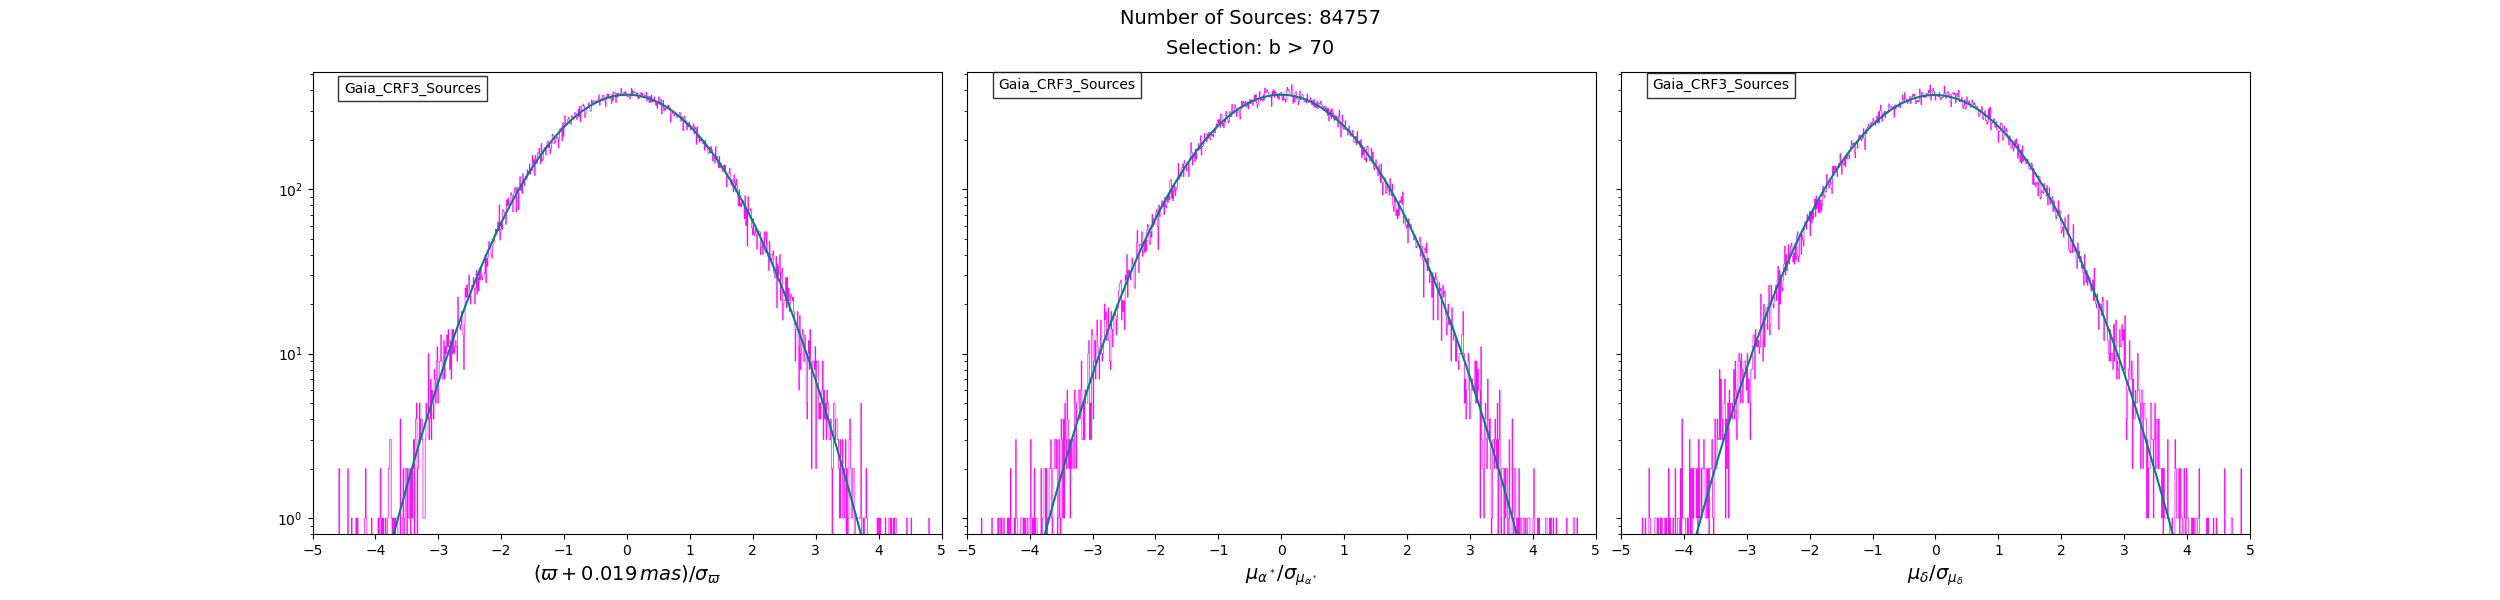 Number of Sources: 84757
Selection: b > 70
Gaia_CRF3_Sources
Gaia_CRF3_Sources
Gaia_CRF3_Sources
10²
10¹
10⁰
−5 −4 −3 −2 −1 0 1 2 3 4 5
−5 −4 −3 −2 −1 0 1 2 3 4 5
−5 −4 −3 −2 −1 0 1 2 3 4 5
(ϖ + 0.019 mas)/σ_ϖ
μ_α*/σ_μ_α*
μ_δ/σ_μ_δ